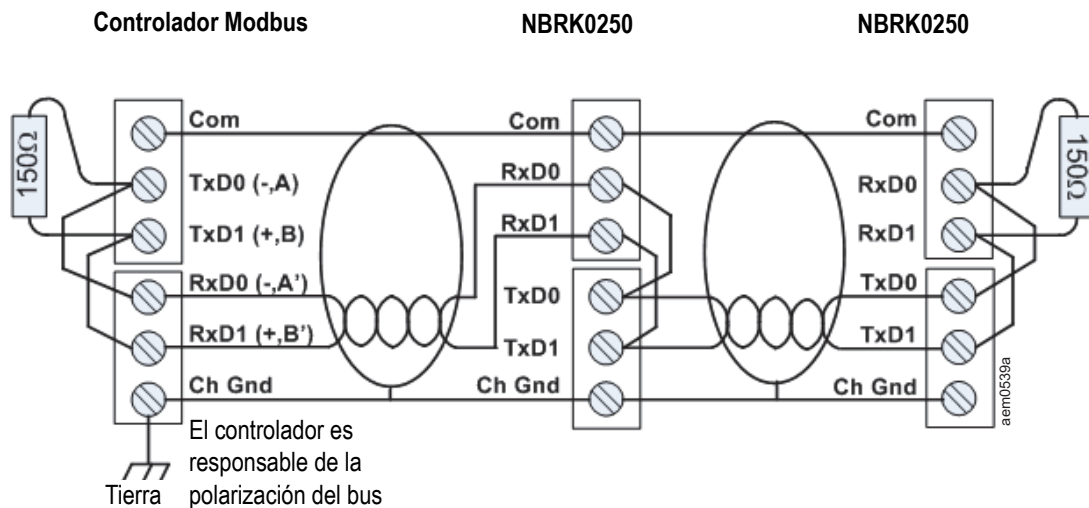 Controlador Modbus
NBRK0250
NBRK0250
150Ω
Com
TxD0 (-,A)
TxD1 (+,B)
RxD0 (-,A’)
RxD1 (+,B’)
Ch Gnd
El controlador es
responsable de la
polarización del bus
Tierra
Com
RxD0
RxD1
TxD0
TxD1
Ch Gnd
Com
RxD0
RxD1
TxD0
TxD1
Ch Gnd
150Ω
aem0539a